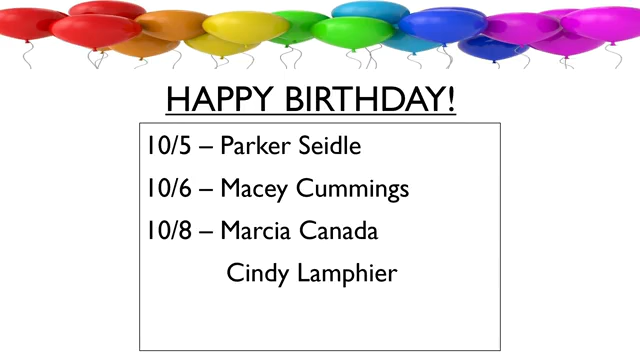 HAPPY BIRTHDAY!
10/5 – Parker Seidle
10/6 – Macey Cummings
10/8 – Marcia Canada
Cindy Lamphier